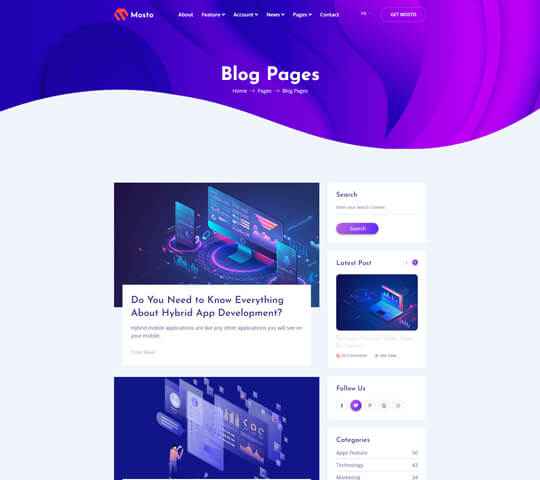 Mosto
About Feature Account News Pages Contact
GET MOSTO
Blog Pages
Home Pages Blog Pages
Search
Enter your search content
Search
Latest Post
Do You Need to Know Everything
About Hybrid App Development?
Hybrid mobile applications are like any other applications you will see on
your mobile.
Read More
Follow Us
Categories
Apps Feature 50
Technology 43
Marketing 34